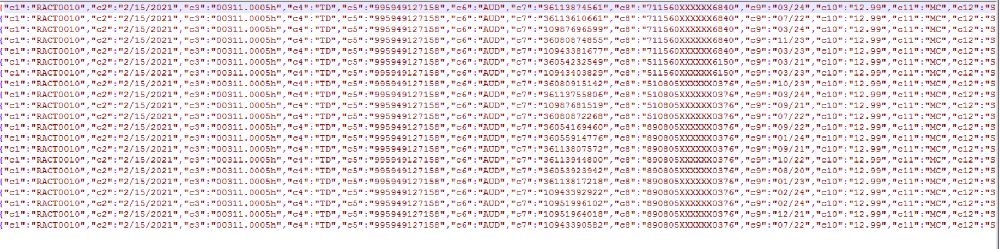 {"c1":"RACT0010","c2":"2/15/2021","c3":"00311.0005h","c4":"TD","c5":"995949127158","c6":"AUD","c7":"36113874561","c8":"711560XXXXXX6840","c9":"03/24","c10":"12.99","c11":"MC","c12":"S
{"c1":"RACT0010","c2":"2/15/2021","c3":"00311.0005h","c4":"TD","c5":"995949127158","c6":"AUD","c7":"36113610661","c8":"711560XXXXXX6840","c9":"07/22","c10":"12.99","c11":"MC","c12":"S
{"c1":"RACT0010","c2":"2/15/2021","c3":"00311.0005h","c4":"TD","c5":"995949127158","c6":"AUD","c7":"10987696599","c8":"711560XXXXXX6840","c9":"03/24","c10":"12.99","c11":"MC","c12":"S
{"c1":"RACT0010","c2":"2/15/2021","c3":"00311.0005h","c4":"TD","c5":"995949127158","c6":"AUD","c7":"36080874855","c8":"711560XXXXXX6840","c9":"11/23","c10":"12.99","c11":"MC","c12":"S
{"c1":"RACT0010","c2":"2/15/2021","c3":"00311.0005h","c4":"TD","c5":"995949127158","c6":"AUD","c7":"10943381677","c8":"711560XXXXXX6840","c9":"03/23","c10":"12.99","c11":"MC","c12":"S
{"c1":"RACT0010","c2":"2/15/2021","c3":"00311.0005h","c4":"TD","c5":"995949127158","c6":"AUD","c7":"36054232549","c8":"511560XXXXXX6150","c9":"03/21","c10":"12.99","c11":"MC","c12":"S
{"c1":"RACT0010","c2":"2/15/2021","c3":"00311.0005h","c4":"TD","c5":"995949127158","c6":"AUD","c7":"10943403829","c8":"511560XXXXXX6150","c9":"03/23","c10":"12.99","c11":"MC","c12":"S
{"c1":"RACT0010","c2":"2/15/2021","c3":"00311.0005h","c4":"TD","c5":"995949127158","c6":"AUD","c7":"36080915142","c8":"510805XXXXXX0376","c9":"10/23","c10":"12.99","c11":"MC","c12":"S
{"c1":"RACT0010","c2":"2/15/2021","c3":"00311.0005h","c4":"TD","c5":"995949127158","c6":"AUD","c7":"36113755806","c8":"510805XXXXXX0376","c9":"03/24","c10":"12.99","c11":"MC","c12":"S
{"c1":"RACT0010","c2":"2/15/2021","c3":"00311.0005h","c4":"TD","c5":"995949127158","c6":"AUD","c7":"10987681519","c8":"510805XXXXXX0376","c9":"09/21","c10":"12.99","c11":"MC","c12":"S
{"c1":"RACT0010","c2":"2/15/2021","c3":"00311.0005h","c4":"TD","c5":"995949127158","c6":"AUD","c7":"36080872268","c8":"510805XXXXXX0376","c9":"07/22","c10":"12.99","c11":"MC","c12":"S
{"c1":"RACT0010","c2":"2/15/2021","c3":"00311.0005h","c4":"TD","c5":"995949127158","c6":"AUD","c7":"36054169460","c8":"890805XXXXXX0376","c9":"09/22","c10":"12.99","c11":"MC","c12":"S
{"c1":"RACT0010","c2":"2/15/2021","c3":"00311.0005h","c4":"TD","c5":"995949127158","c6":"AUD","c7":"36055914776","c8":"890805XXXXXX0376","c9":"01/24","c10":"12.99","c11":"MC","c12":"S
{"c1":"RACT0010","c2":"2/15/2021","c3":"00311.0005h","c4":"TD","c5":"995949127158","c6":"AUD","c7":"36113807572","c8":"890805XXXXXX0376","c9":"09/21","c10":"12.99","c11":"MC","c12":"S
{"c1":"RACT0010","c2":"2/15/2021","c3":"00311.0005h","c4":"TD","c5":"995949127158","c6":"AUD","c7":"36113944800","c8":"890805XXXXXX0376","c9":"10/22","c10":"12.99","c11":"MC","c12":"S
{"c1":"RACT0010","c2":"2/15/2021","c3":"00311.0005h","c4":"TD","c5":"995949127158","c6":"AUD","c7":"36053923942","c8":"890805XXXXXX0376","c9":"08/20","c10":"12.99","c11":"MC","c12":"S
{"c1":"RACT0010","c2":"2/15/2021","c3":"00311.0005h","c4":"TD","c5":"995949127158","c6":"AUD","c7":"36113817218","c8":"890805XXXXXX0376","c9":"01/23","c10":"12.99","c11":"MC","c12":"S
{"c1":"RACT0010","c2":"2/15/2021","c3":"00311.0005h","c4":"TD","c5":"995949127158","c6":"AUD","c7":"10943392922","c8":"890805XXXXXX0376","c9":"02/24","c10":"12.99","c11":"MC","c12":"S
{"c1":"RACT0010","c2":"2/15/2021","c3":"00311.0005h","c4":"TD","c5":"995949127158","c6":"AUD","c7":"10951996102","c8":"890805XXXXXX0376","c9":"02/24","c10":"12.99","c11":"MC","c12":"S
{"c1":"RACT0010","c2":"2/15/2021","c3":"00311.0005h","c4":"TD","c5":"995949127158","c6":"AUD","c7":"10951964018","c8":"890805XXXXXX0376","c9":"12/21","c10":"12.99","c11":"MC","c12":"S
{"c1":"RACT0010","c2":"2/15/2021","c3":"00311.0005h","c4":"TD","c5":"995949127158","c6":"AUD","c7":"10943390582","c8":"890805XXXXXX0376","c9":"07/22","c10":"12.99","c11":"MC","c12":"S